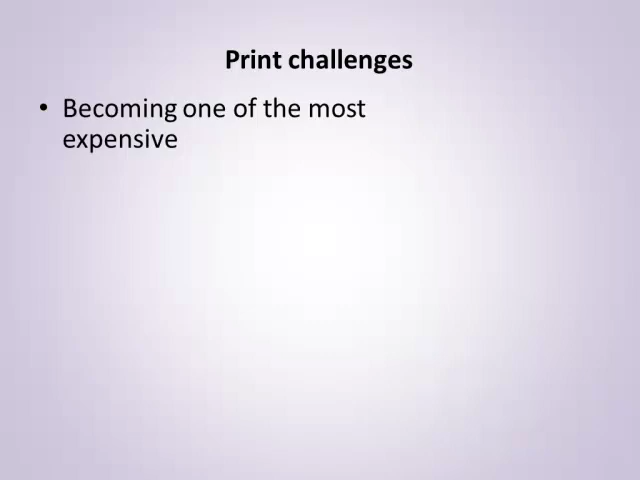 Print challenges
• Becoming one of the most
expensive